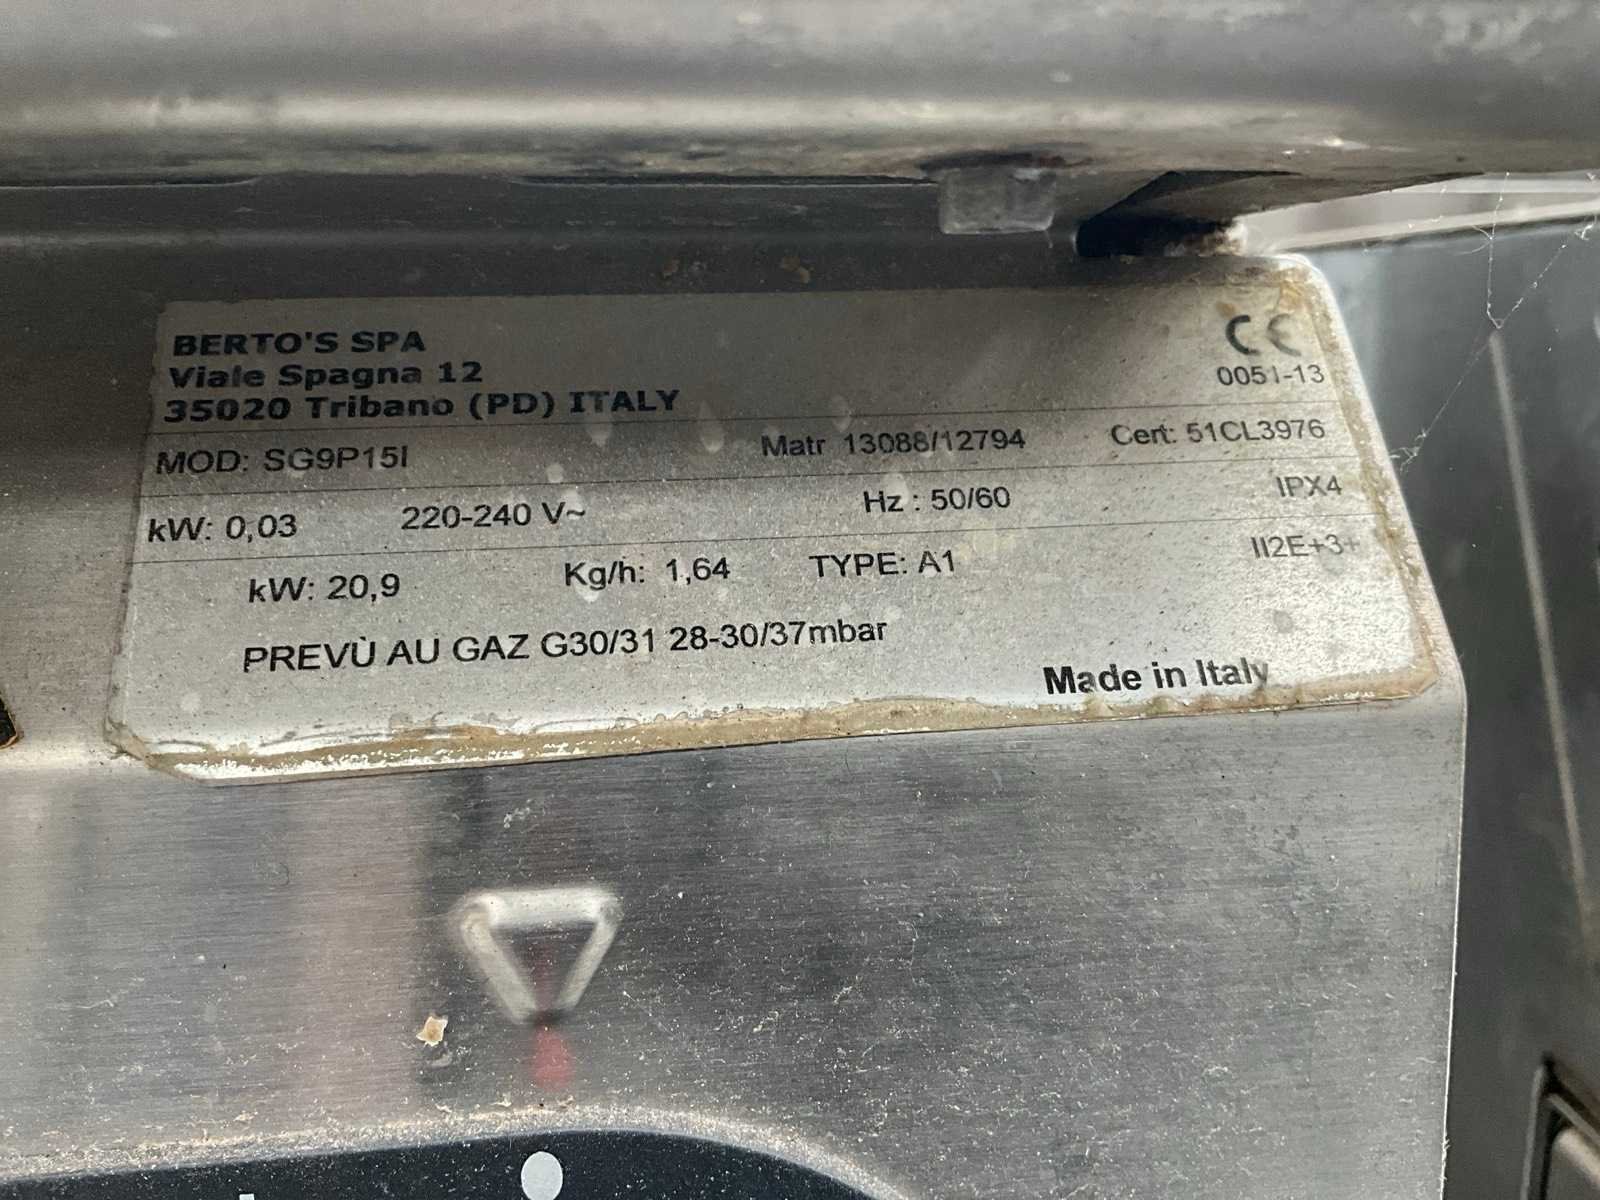 BERTO'S SPA
Viale Spagna 12
35020 Tribano (PD) ITALY
CE
0051-13
MOD: SG9P15I Matr 13088/12794 Cert: 51CL3976
kW: 0,03 220-240 V~ Hz : 50/60 IPX4
kW: 20,9 Kg/h: 1,64 TYPE: A1 II2E+3+
PREVÙ AU GAZ G30/31 28-30/37mbar
Made in Italy